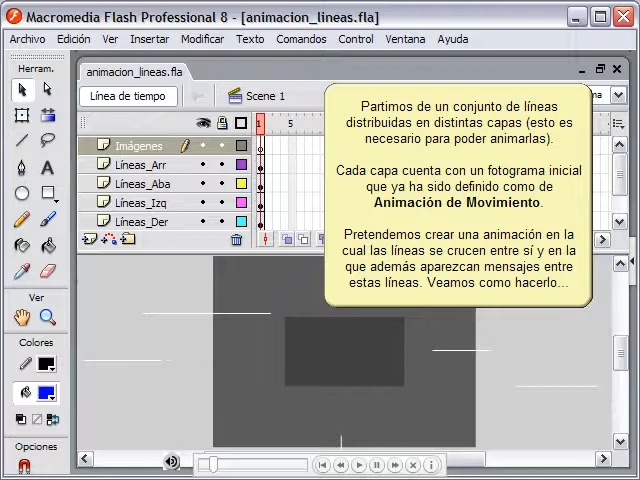 Macromedia Flash Professional 8 - [animacion_lineas.fla]
Archivo Edición Ver Insertar Modificar Texto Comandos Control Ventana Ayuda
Herram.
animacion_lineas.fla
Línea de tiempo
Scene 1
1 5
Imágenes
Líneas_Arr
Líneas_Aba
Líneas_Izq
Líneas_Der
Partimos de un conjunto de líneas
distribuidas en distintas capas (esto es
necesario para poder animarlas).
Cada capa cuenta con un fotograma inicial
que ya ha sido definido como de
Animación de Movimiento.
Pretendemos crear una animación en la
cual las líneas se crucen entre sí y en la
que además aparezcan mensajes entre
estas líneas. Veamos como hacerlo...
Ver
Colores
Opciones